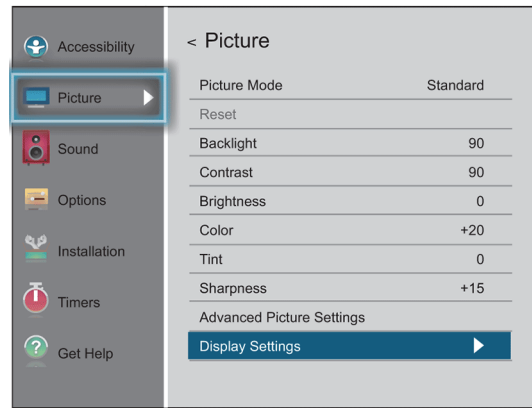 Accessibility
Picture
Sound
Options
Installation
Timers
Get Help
< Picture
Picture Mode Standard
Reset
Backlight 90
Contrast 90
Brightness 0
Color +20
Tint 0
Sharpness +15
Advanced Picture Settings
Display Settings